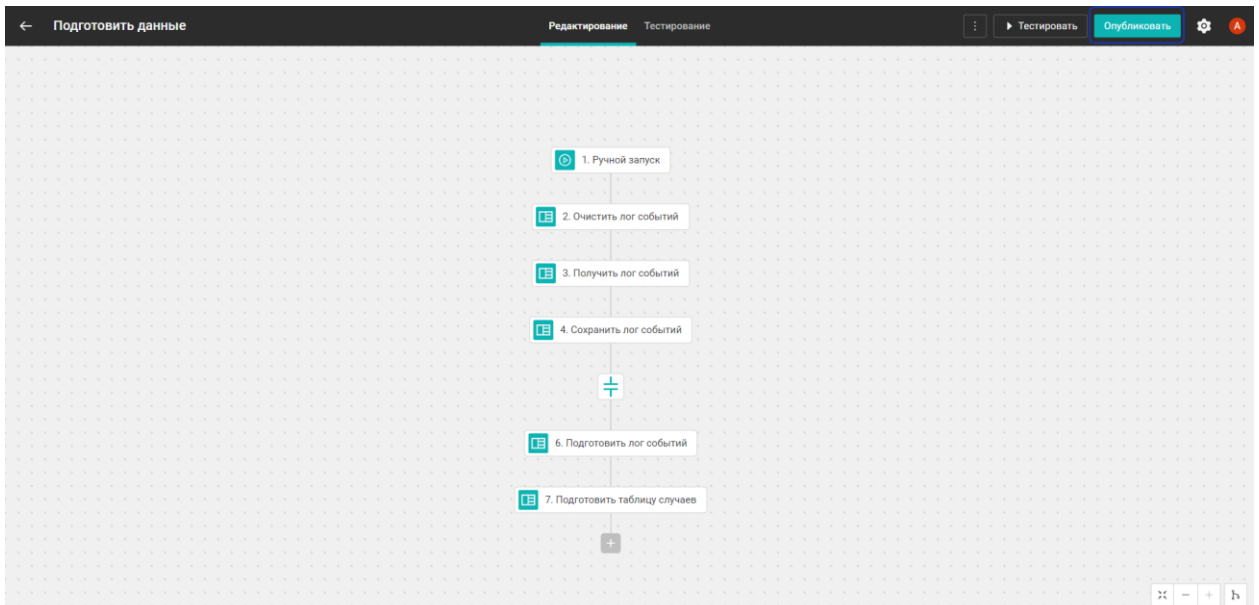 Подготовить данные
Редактирование Тестирование
Тестировать Опубликовать А
1. Ручной запуск
2. Очистить лог событий
3. Получить лог событий
4. Сохранить лог событий
6. Подготовить лог событий
7. Подготовить таблицу случаев